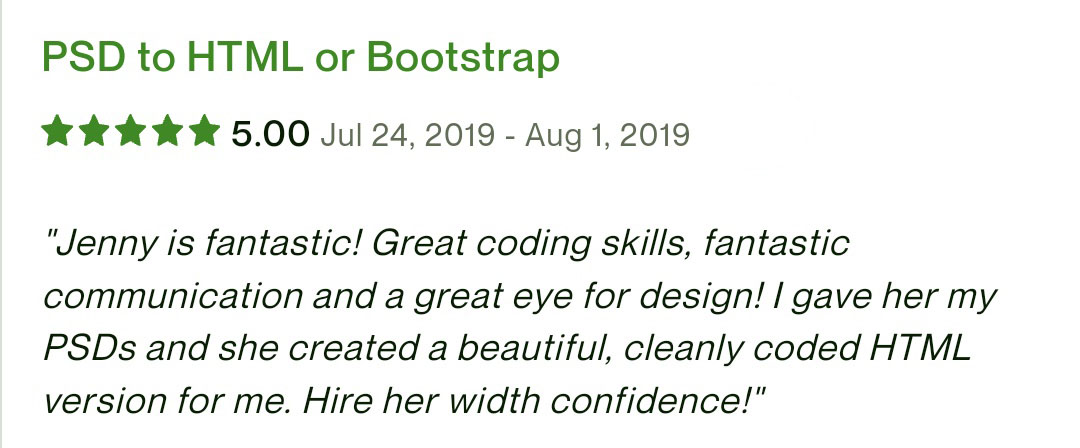 PSD to HTML or Bootstrap
5.00 Jul 24, 2019 - Aug 1, 2019
"Jenny is fantastic! Great coding skills, fantastic
communication and a great eye for design! I gave her my
PSDs and she created a beautiful, cleanly coded HTML
version for me. Hire her width confidence!"